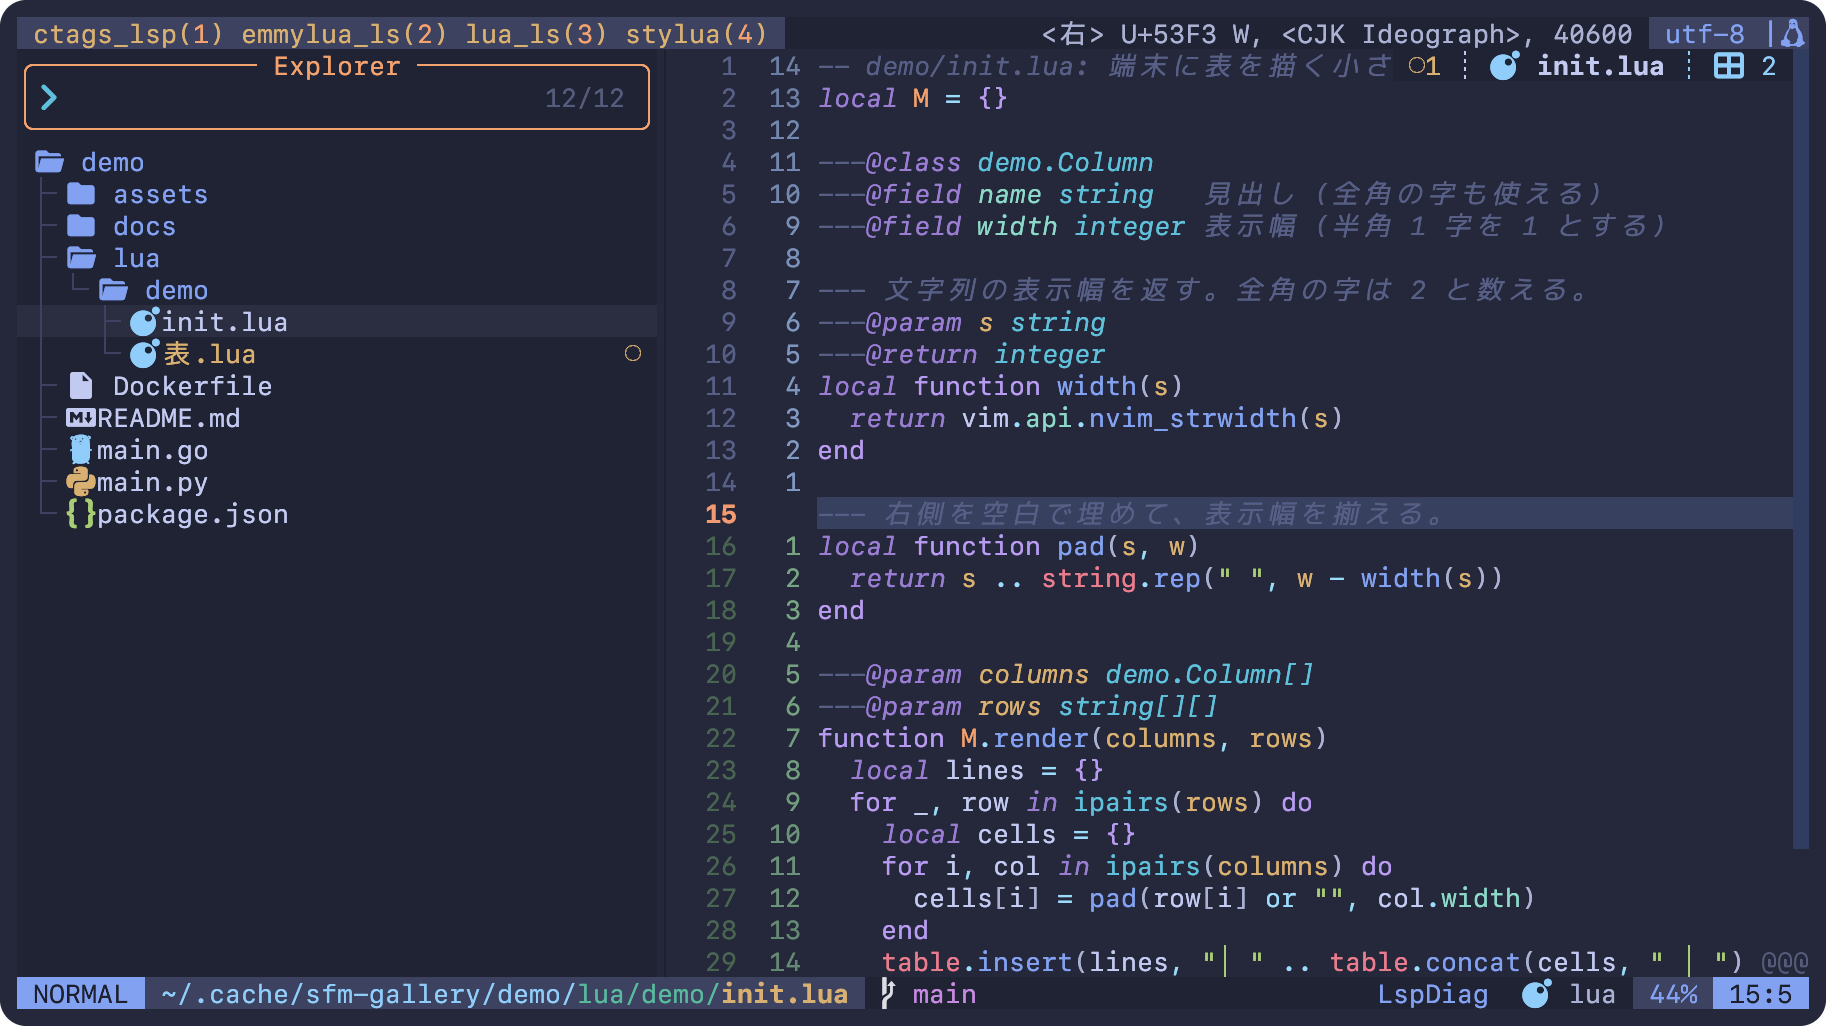 ctags_lsp(1) emmylua_ls(2) lua_ls(3) stylua(4)
<右> U+53F3 W, <CJK Ideograph>, 40600 utf-8 |
Explorer
12/12
demo
assets
docs
lua
demo
init.lua
表.lua
Dockerfile
README.md
main.go
main.py
package.json
○1 ┊ init.lua ┊ 2
1 14 -- demo/init.lua: 端末に表を描く小さ
2 13 local M = {}
3 12
4 11 ---@class demo.Column
5 10 ---@field name string 見出し (全角の字も使える)
6 9 ---@field width integer 表示幅 (半角 1 字を 1 とする)
7 8
8 7 --- 文字列の表示幅を返す。全角の字は 2 と数える。
9 6 ---@param s string
10 5 ---@return integer
11 4 local function width(s)
12 3 return vim.api.nvim_strwidth(s)
13 2 end
14 1
15 --- 右側を空白で埋めて、表示幅を揃える。
16 1 local function pad(s, w)
17 2 return s .. string.rep(" ", w - width(s))
18 3 end
19 4
20 5 ---@param columns demo.Column[]
21 6 ---@param rows string[][]
22 7 function M.render(columns, rows)
23 8 local lines = {}
24 9 for _, row in ipairs(rows) do
25 10 local cells = {}
26 11 for i, col in ipairs(columns) do
27 12 cells[i] = pad(row[i] or "", col.width)
28 13 end
29 14 table.insert(lines, "│ " .. table.concat(cells, " │ ") @@@
NORMAL ~/.cache/sfm-gallery/demo/lua/demo/init.lua main LspDiag lua 44% 15:5